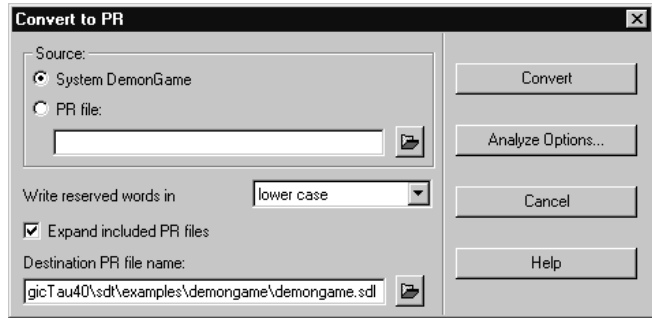 Convert to PR
Source:
System DemonGame
PR file:
Write reserved words in lower case
Expand included PR files
Destination PR file name:
gicTau40\sdt\examples\demongame\demongame.sdl
Convert
Analyze Options...
Cancel
Help